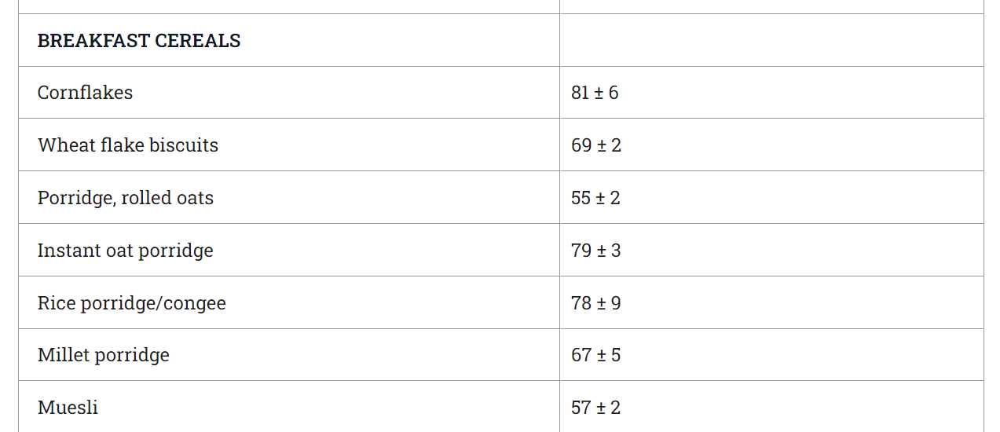 BREAKFAST CEREALS
Cornflakes 81 ± 6
Wheat flake biscuits 69 ± 2
Porridge, rolled oats 55 ± 2
Instant oat porridge 79 ± 3
Rice porridge/congee 78 ± 9
Millet porridge 67 ± 5
Muesli 57 ± 2